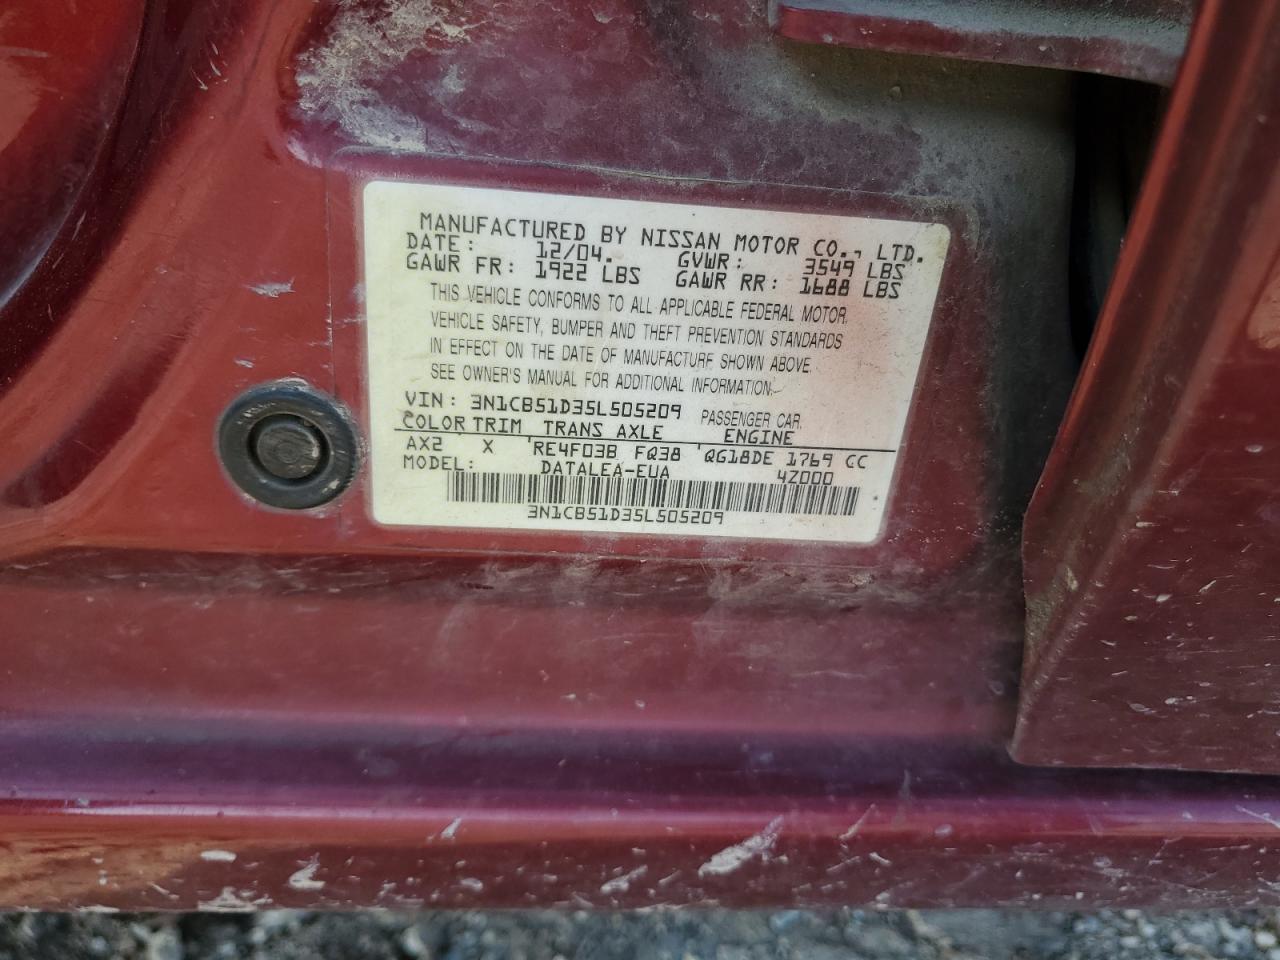 MANUFACTURED BY NISSAN MOTOR CO., LTD.
DATE: 12/04. GVWR: 3549 LBS
GAWR FR: 1922 LBS GAWR RR: 1688 LBS
THIS VEHICLE CONFORMS TO ALL APPLICABLE FEDERAL MOTOR
VEHICLE SAFETY, BUMPER AND THEFT PREVENTION STANDARDS
IN EFFECT ON THE DATE OF MANUFACTURE SHOWN ABOVE.
SEE OWNER'S MANUAL FOR ADDITIONAL INFORMATION.
VIN: 3N1CB51D35L505209 PASSENGER CAR
COLOR TRIM TRANS AXLE ENGINE
AX2 X RE4F03B FQ38 QG18DE 1769 CC
MODEL: DATALEA-EUA 4Z000
3N1CB51D35L505209